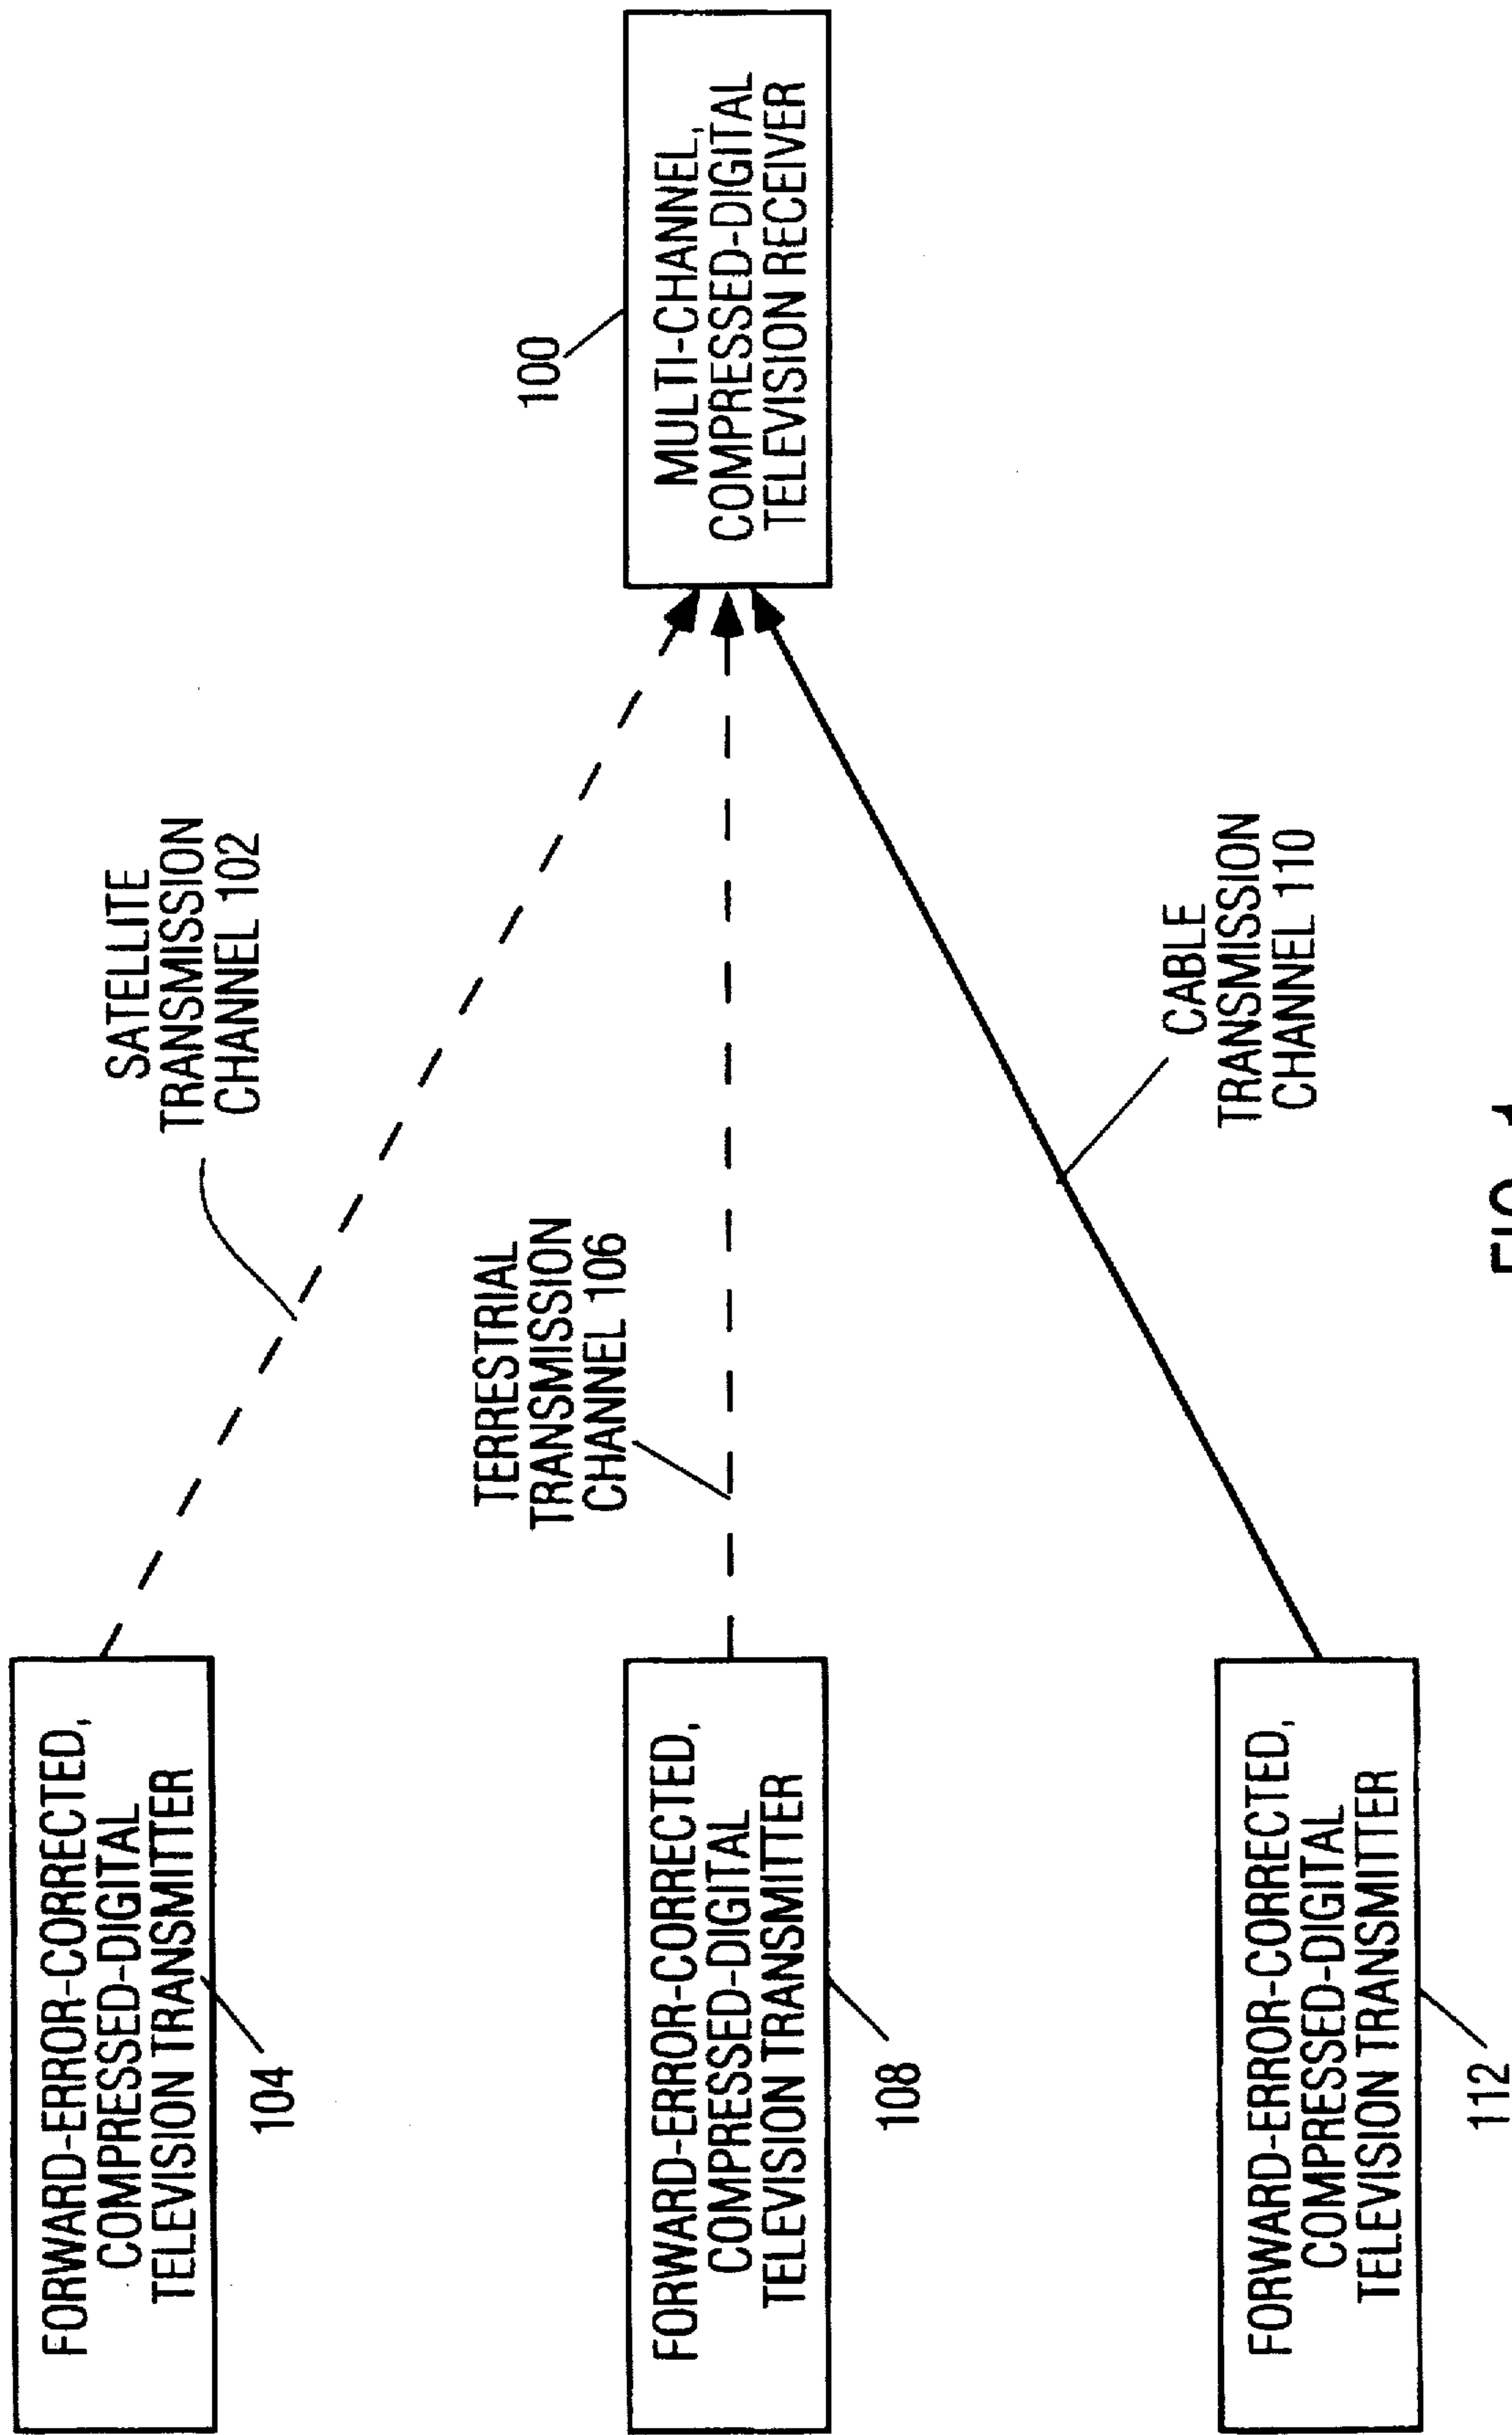 FORWARD-ERROR-CORRECTED,
COMPRESSED-DIGITAL
TELEVISION TRANSMITTER
104
SATELLITE
TRANSMISSION
CHANNEL 102
FORWARD-ERROR-CORRECTED,
COMPRESSED-DIGITAL
TELEVISION TRANSMITTER
108
TERRESTRIAL
TRANSMISSION
CHANNEL 106
100
MULTI-CHANNEL,
COMPRESSED-DIGITAL
TELEVISION RECEIVER
FORWARD-ERROR-CORRECTED,
COMPRESSED-DIGITAL
TELEVISION TRANSMITTER
112
CABLE
TRANSMISSION
CHANNEL 110